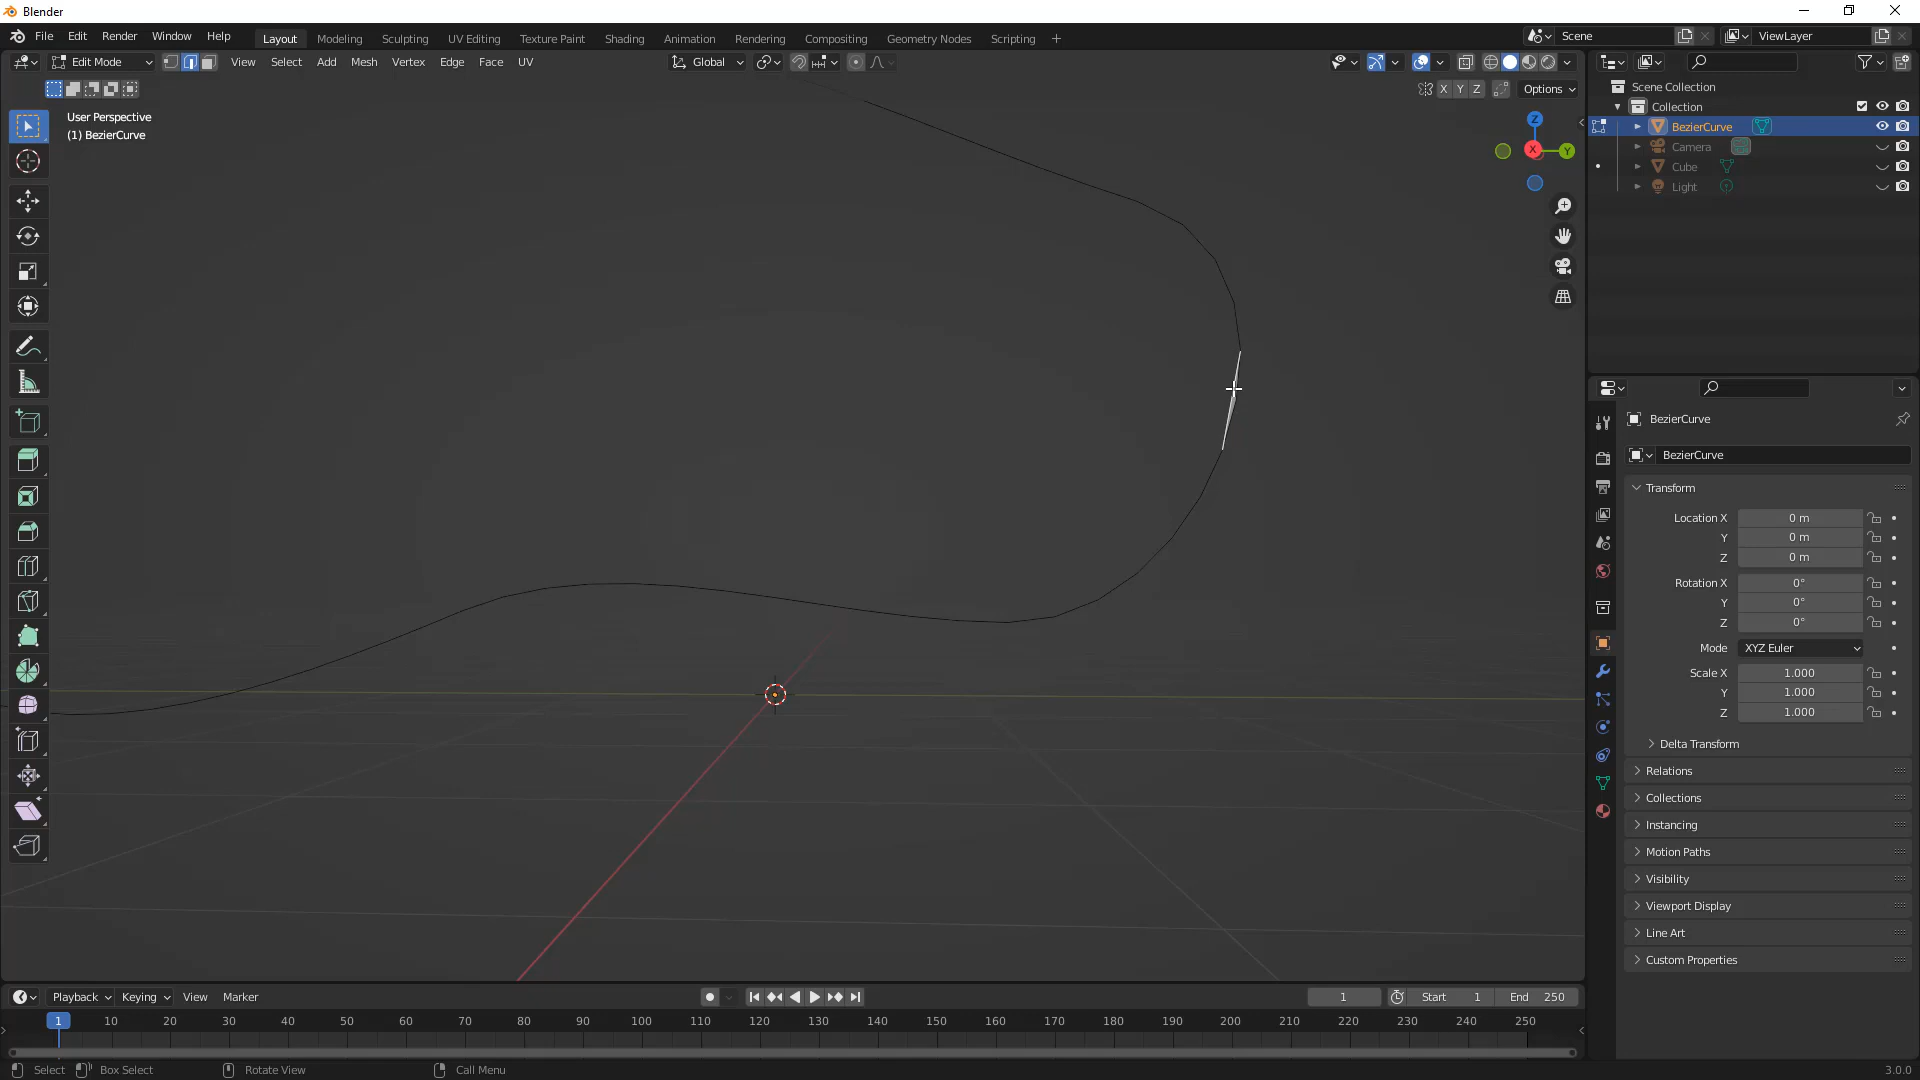 Blender
File Edit Render Window Help
Layout Modeling Sculpting UV Editing Texture Paint Shading Animation Rendering Compositing Geometry Nodes Scripting +
Scene
ViewLayer
Edit Mode View Select Add Mesh Vertex Edge Face UV
Global
X Y Z Options
User Perspective
(1) BezierCurve
Z
X
Y
Scene Collection
Collection
BezierCurve
Camera
Cube
Light
BezierCurve
BezierCurve
Transform
Location X 0 m
Y 0 m
Z 0 m
Rotation X 0°
Y 0°
Z 0°
Mode XYZ Euler
Scale X 1.000
Y 1.000
Z 1.000
Delta Transform
Relations
Collections
Instancing
Motion Paths
Visibility
Viewport Display
Line Art
Custom Properties
Playback Keying View Marker
1 Start 1 End 250
1 10 20 30 40 50 60 70 80 90 100 110 120 130 140 150 160 170 180 190 200 210 220 230 240 250
Select Box Select Rotate View Call Menu 3.0.0